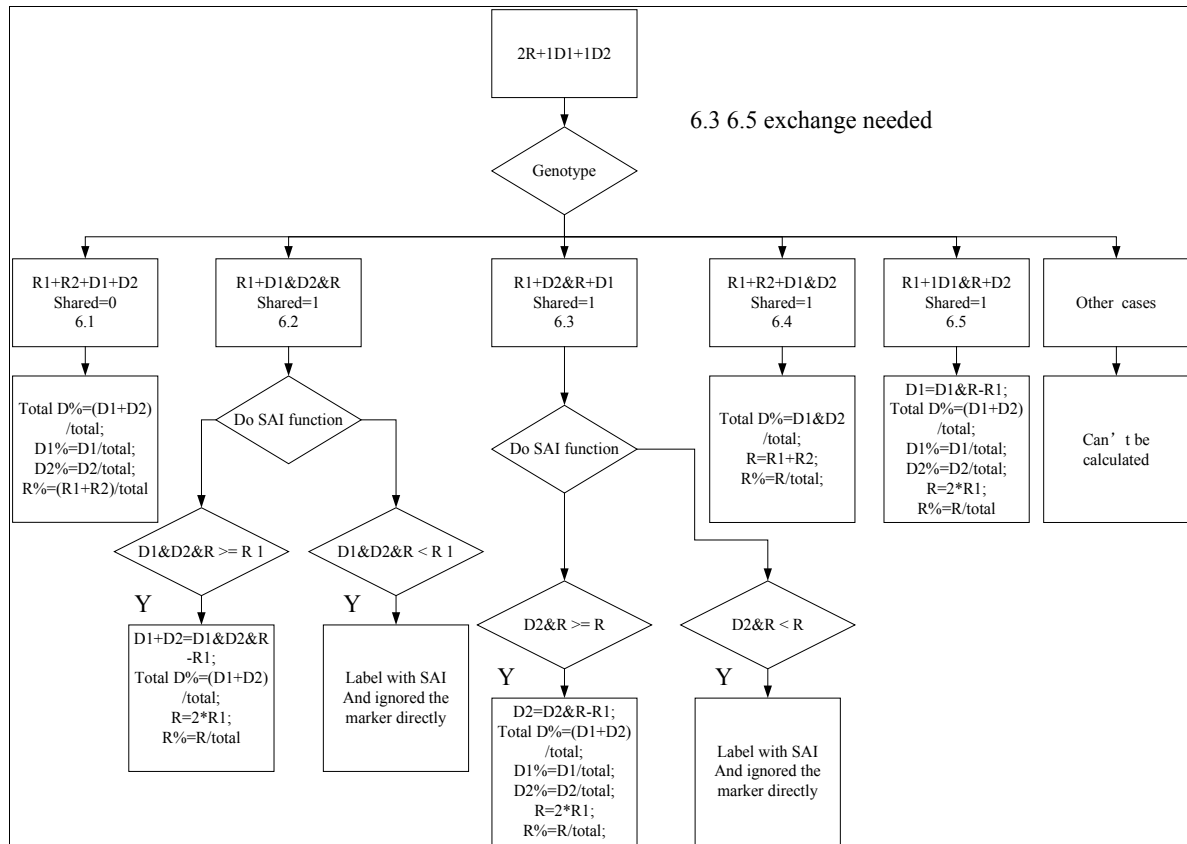 2R+1D1+1D2
6.3 6.5 exchange needed
Genotype
R1+R2+D1+D2
Shared=0
6.1
R1+D1&D2&R
Shared=1
6.2
R1+D2&R+D1
Shared=1
6.3
R1+R2+D1&D2
Shared=1
6.4
R1+1D1&R+D2
Shared=1
6.5
Other cases
Total D%=(D1+D2)
/total;
D1%=D1/total;
D2%=D2/total;
R%=(R1+R2)/total
Do SAI function
Do SAI function
Total D%=D1&D2
/total;
R=R1+R2;
R%=R/total;
D1=D1&R-R1;
Total D%=(D1+D2)
/total;
D1%=D1/total;
D2%=D2/total;
R=2*R1;
R%=R/total
Can't be
calculated
D1&D2&R >= R 1
D1&D2&R < R 1
D2&R >= R
D2&R < R
Y
Y
Y
Y
D1+D2=D1&D2&R
-R1;
Total D%=(D1+D2)
/total;
R=2*R1;
R%=R/total
Label with SAI
And ignored the
marker directly
D2=D2&R-R1;
Total D%=(D1+D2)
/total;
D1%=D1/total;
D2%=D2/total;
R=2*R1;
R%=R/total;
Label with SAI
And ignored the
marker directly